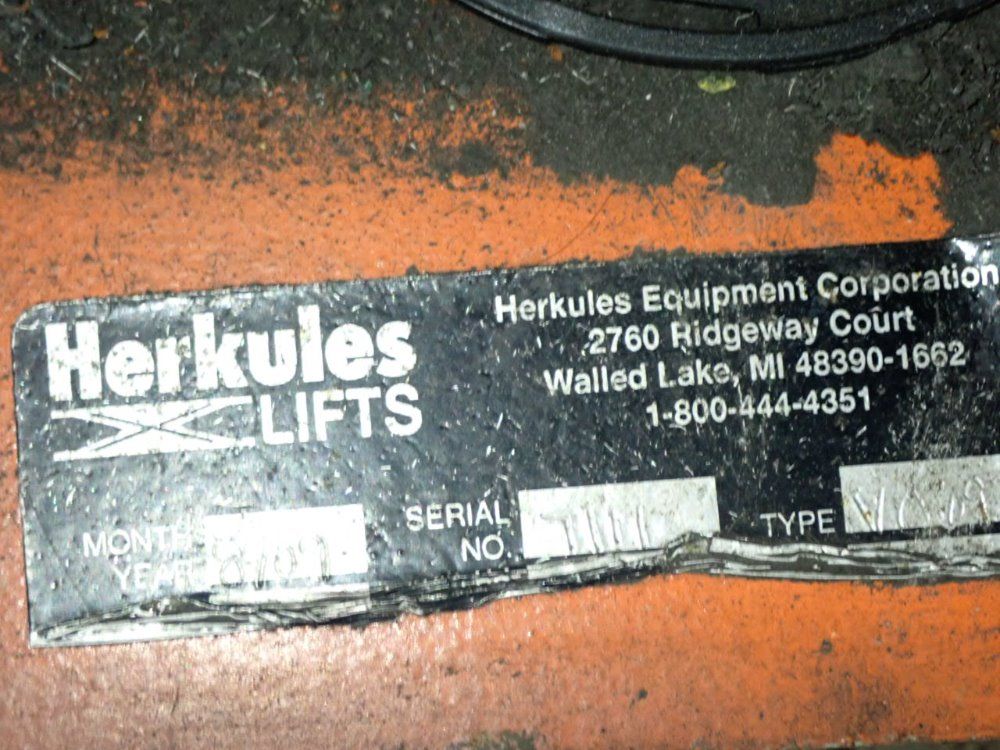 Herkules
LIFTS
Herkules Equipment Corporation
2760 Ridgeway Court
Walled Lake, MI 48390-1662
1-800-444-4351
MONTH
YEAR
SERIAL
NO.
TYPE